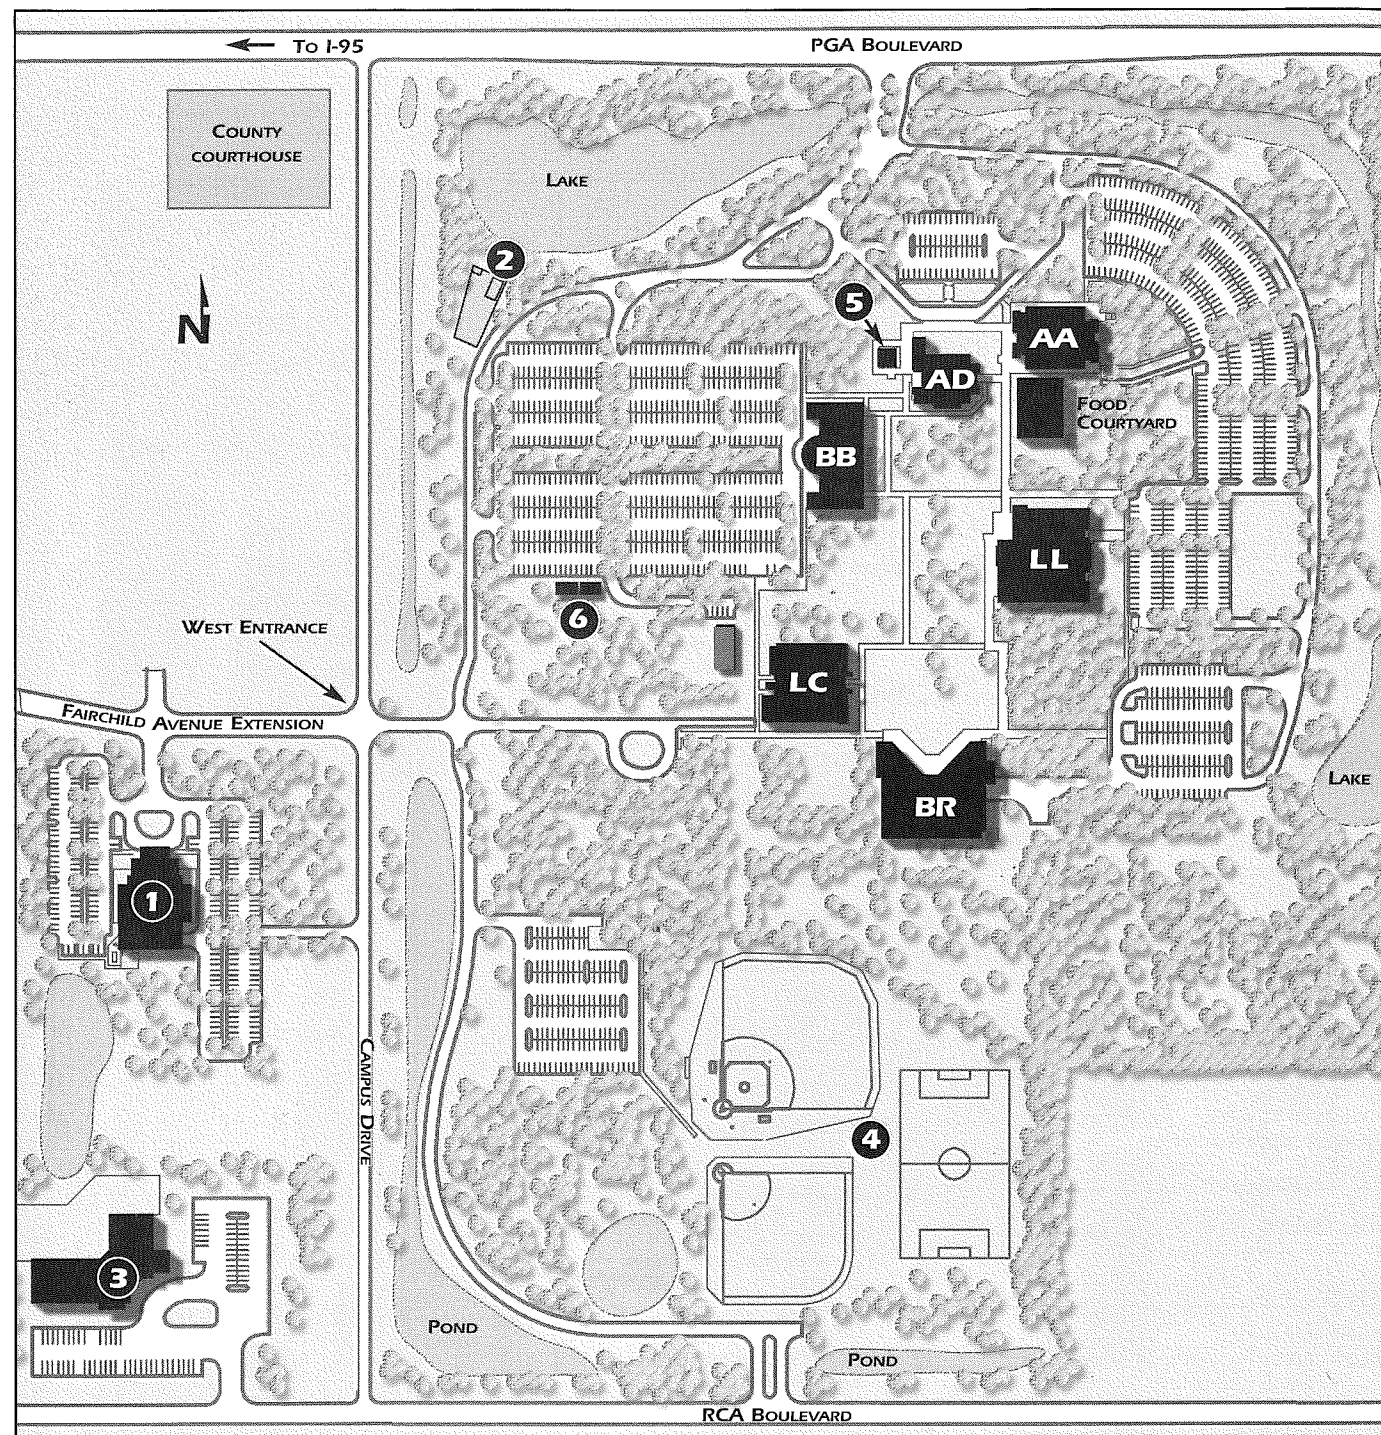 To I-95
PGA Boulevard
County
courthouse
Lake
2
N
5
AA
AD
Food
Courtyard
BB
LL
6
West Entrance
LC
Fairchild Avenue Extension
Lake
BR
1
Campus Drive
4
3
Pond
Pond
RCA Boulevard